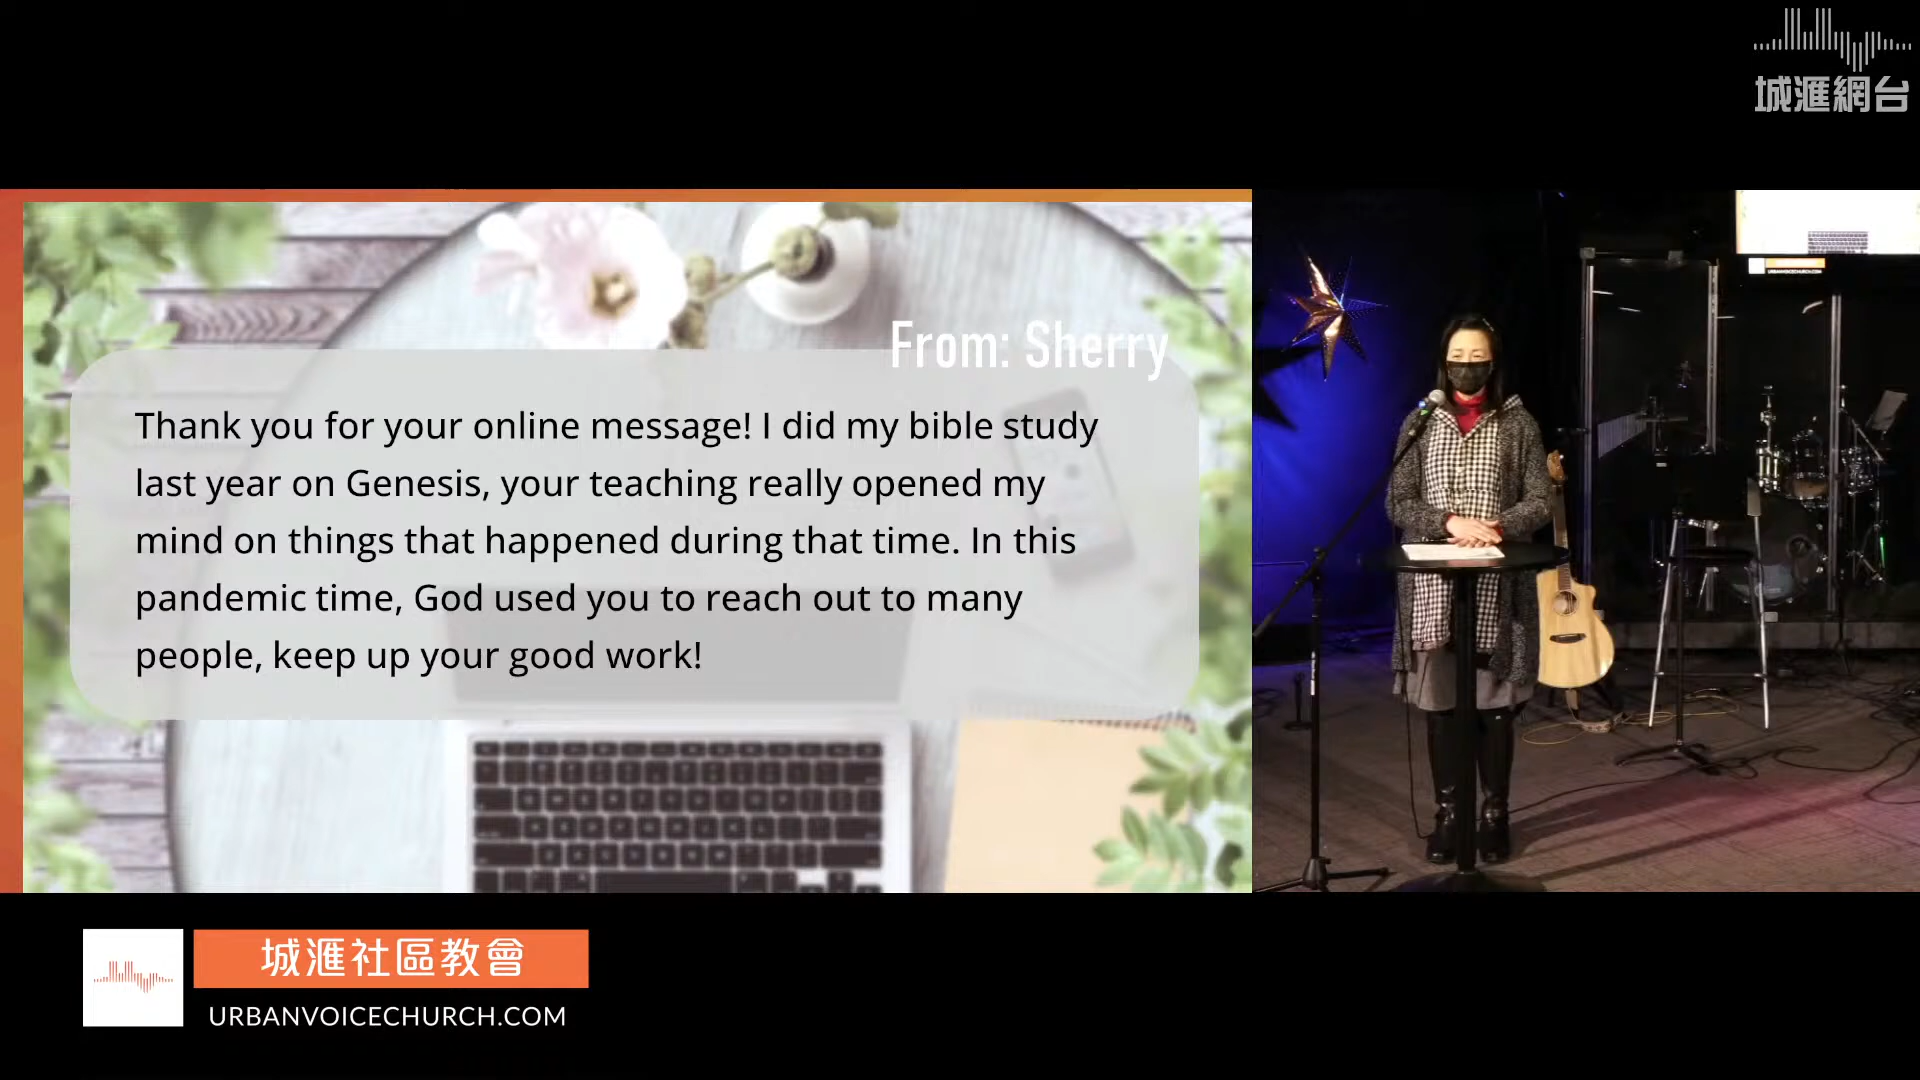 城滙網台
From: Sherry
Thank you for your online message! I did my bible study
last year on Genesis, your teaching really opened my
mind on things that happened during that time. In this
pandemic time, God used you to reach out to many
people, keep up your good work!
城滙社區教會
URBANVOICECHURCH.COM